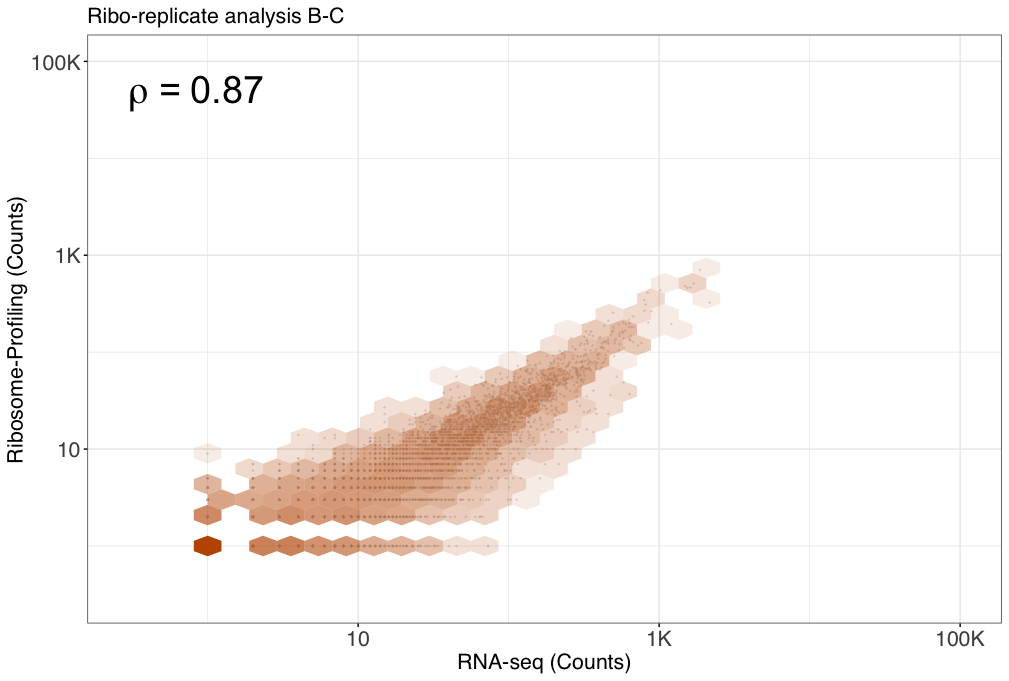 Ribo-replicate analysis B-C
100K
ρ = 0.87
1K
10
Ribosome-Profiling (Counts)
10
1K
100K
RNA-seq (Counts)